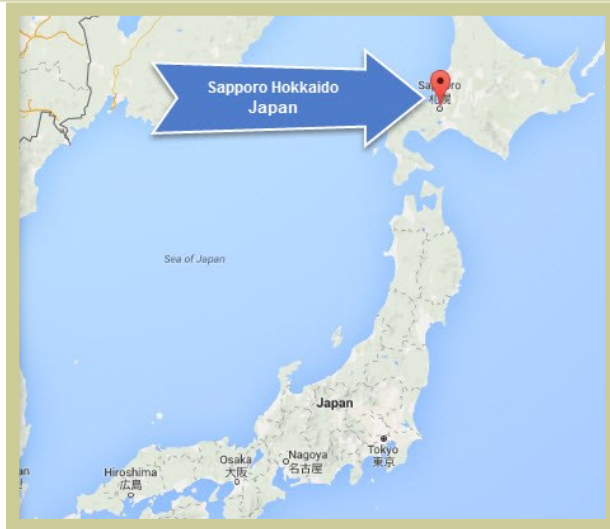 Sapporo Hokkaido
Japan
Sapporo
札幌
Sea of Japan
Japan
Tokyo
東京
Nagoya
名古屋
Osaka
大阪
Hiroshima
広島